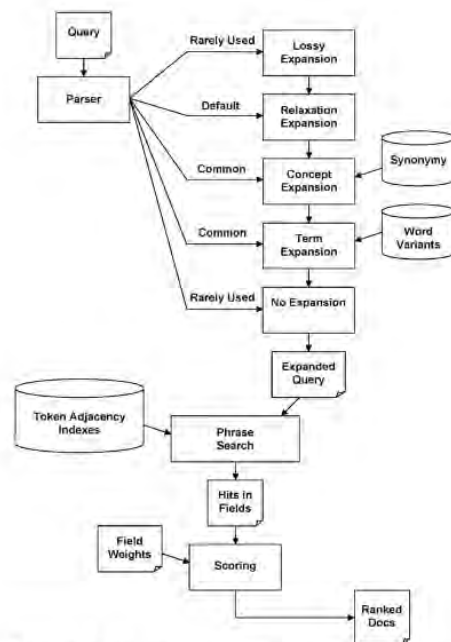 Query
Parser
Rarely Used
Lossy
Expansion
Default
Relaxation
Expansion
Common
Concept
Expansion
Synonymy
Common
Term
Expansion
Word
Variants
Rarely Used
No Expansion
Expanded
Query
Token Adjacency
Indexes
Phrase
Search
Hits in
Fields
Field
Weights
Scoring
Ranked
Docs